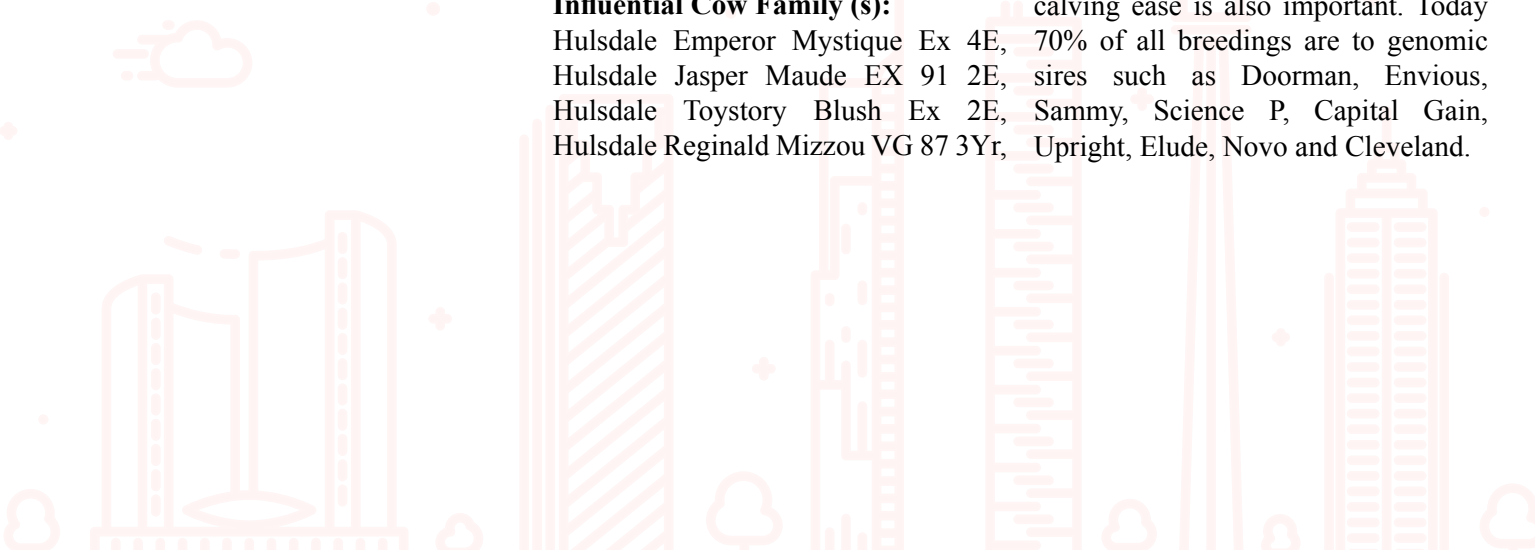 Influential Cow Family (s):
Hulsdale Emperor Mystique Ex 4E,
Hulsdale Jasper Maude EX 91 2E,
Hulsdale Toystory Blush Ex 2E,
Hulsdale Reginald Mizzou VG 87 3Yr,
calving ease is also important. Today
70% of all breedings are to genomic
sires such as Doorman, Envious,
Sammy, Science P, Capital Gain,
Upright, Elude, Novo and Cleveland.